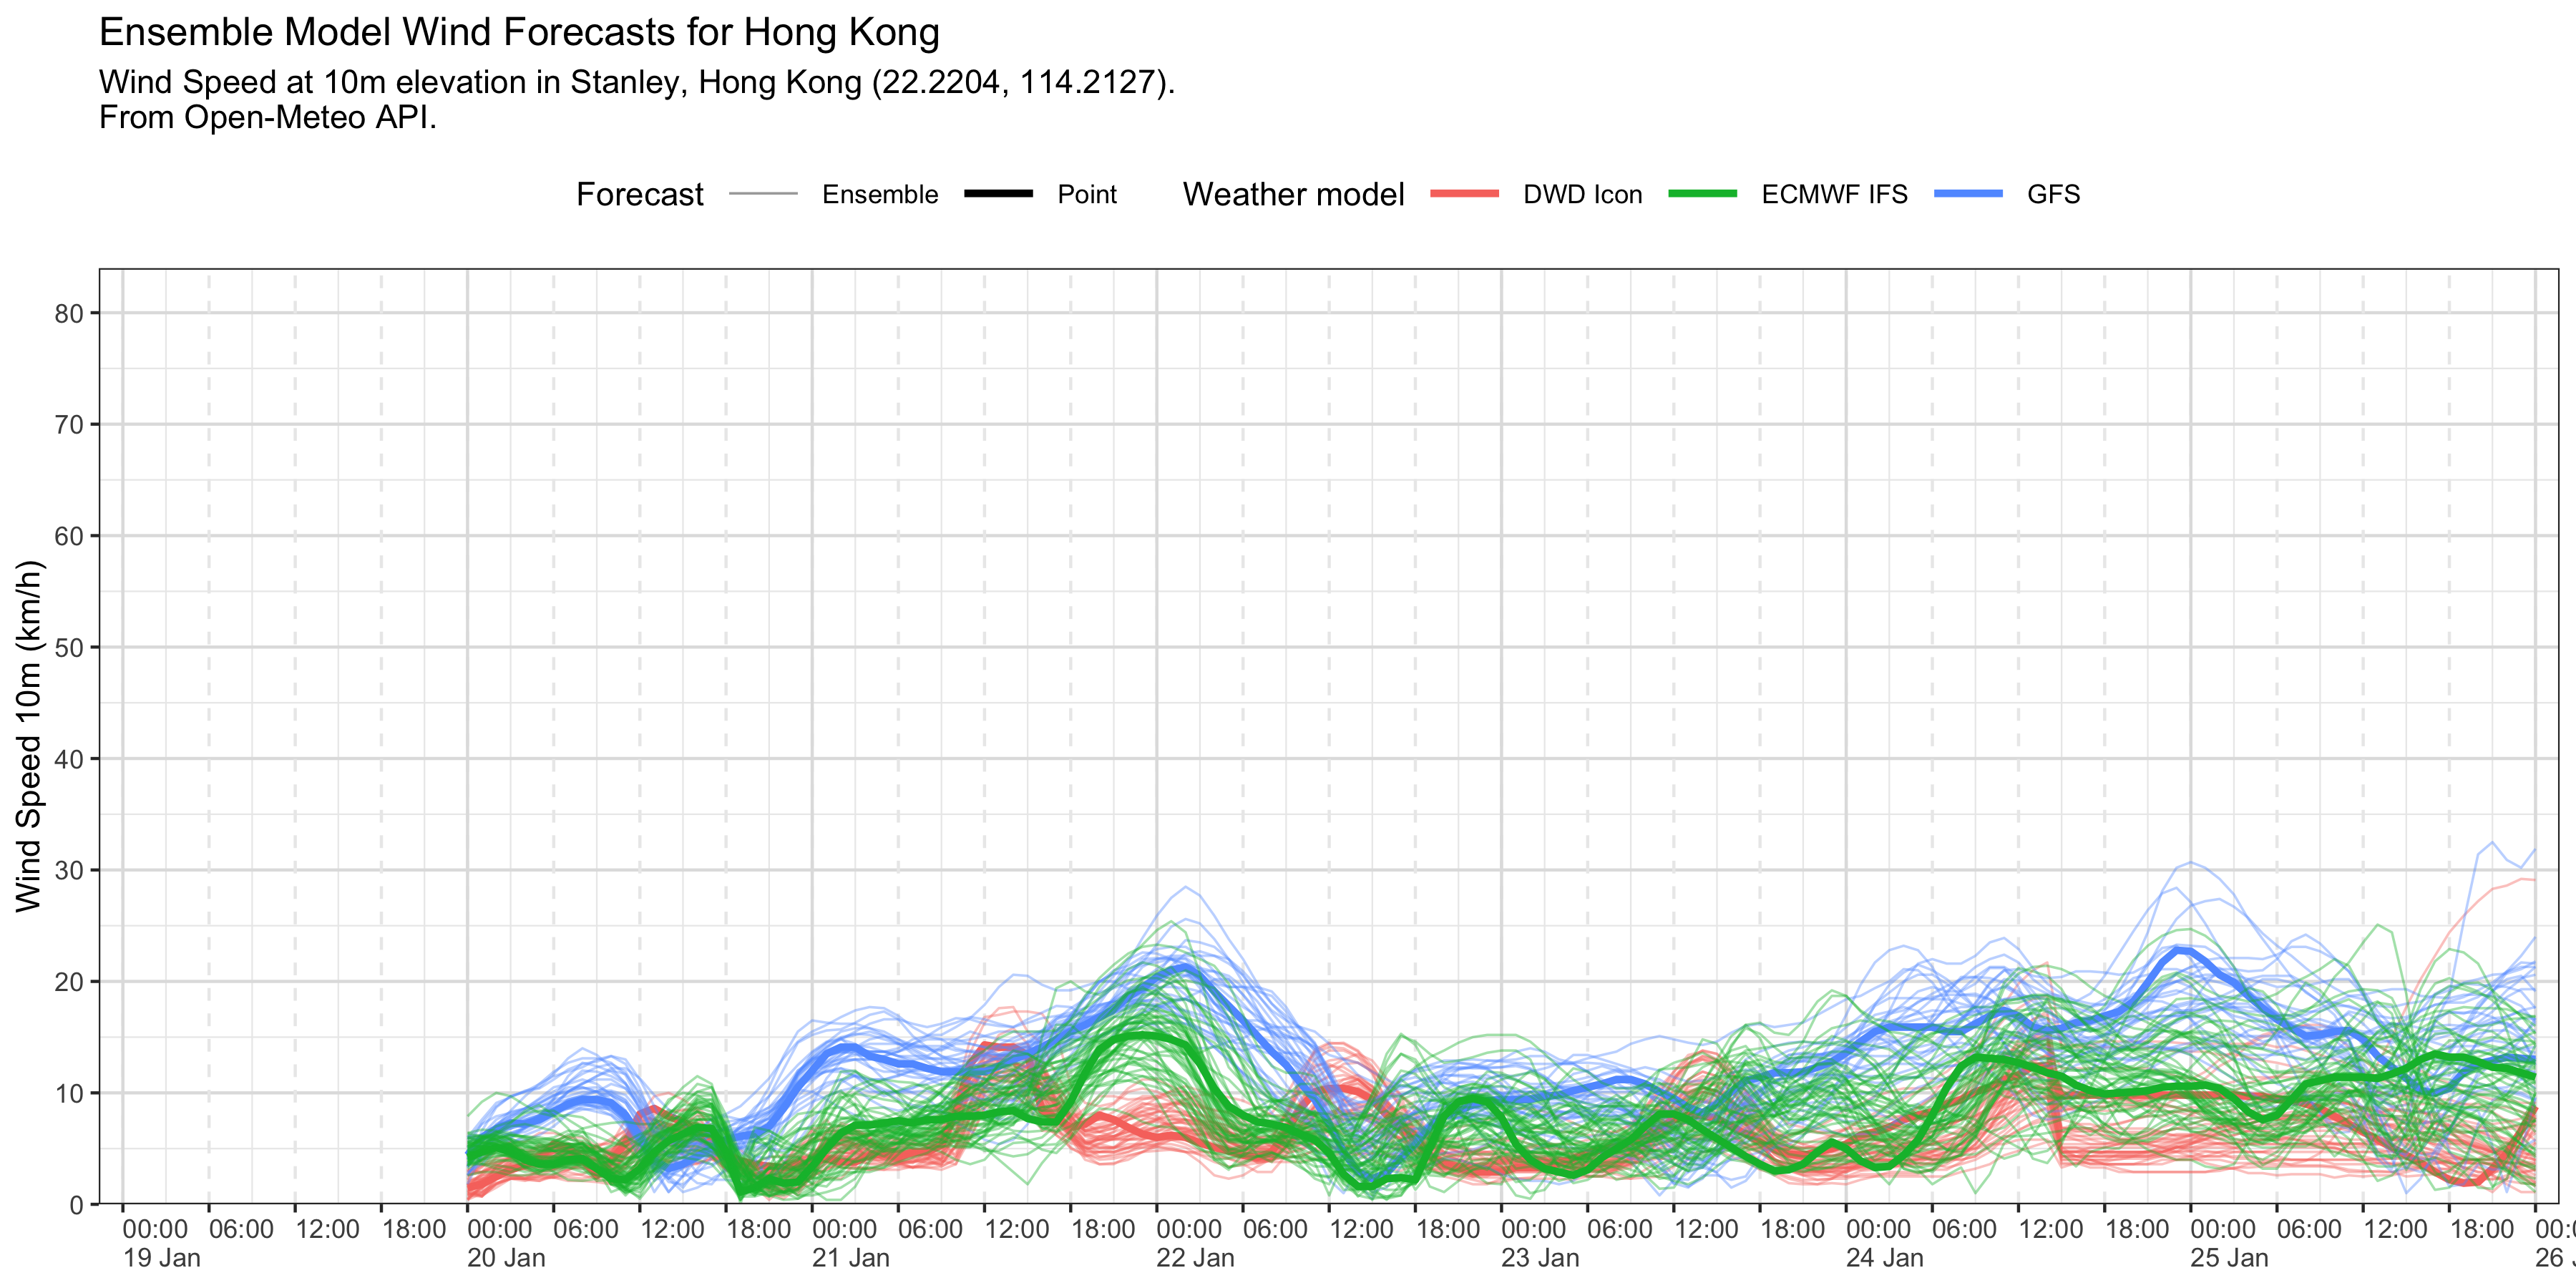 Ensemble Model Wind Forecasts for Hong Kong
Wind Speed at 10m elevation in Stanley, Hong Kong (22.2204, 114.2127).
From Open-Meteo API.
Forecast Ensemble Point Weather model DWD Icon ECMWF IFS GFS
Wind Speed 10m (km/h)
80
70
60
50
40
30
20
10
0
00:00 06:00 12:00 18:00 00:00 06:00 12:00 18:00 00:00 06:00 12:00 18:00 00:00 06:00 12:00 18:00 00:00 06:00 12:00 18:00 00:00 06:00 12:00 18:00 00:00 06:00 12:00 18:00 00:0
19 Jan 20 Jan 21 Jan 22 Jan 23 Jan 24 Jan 25 Jan 26